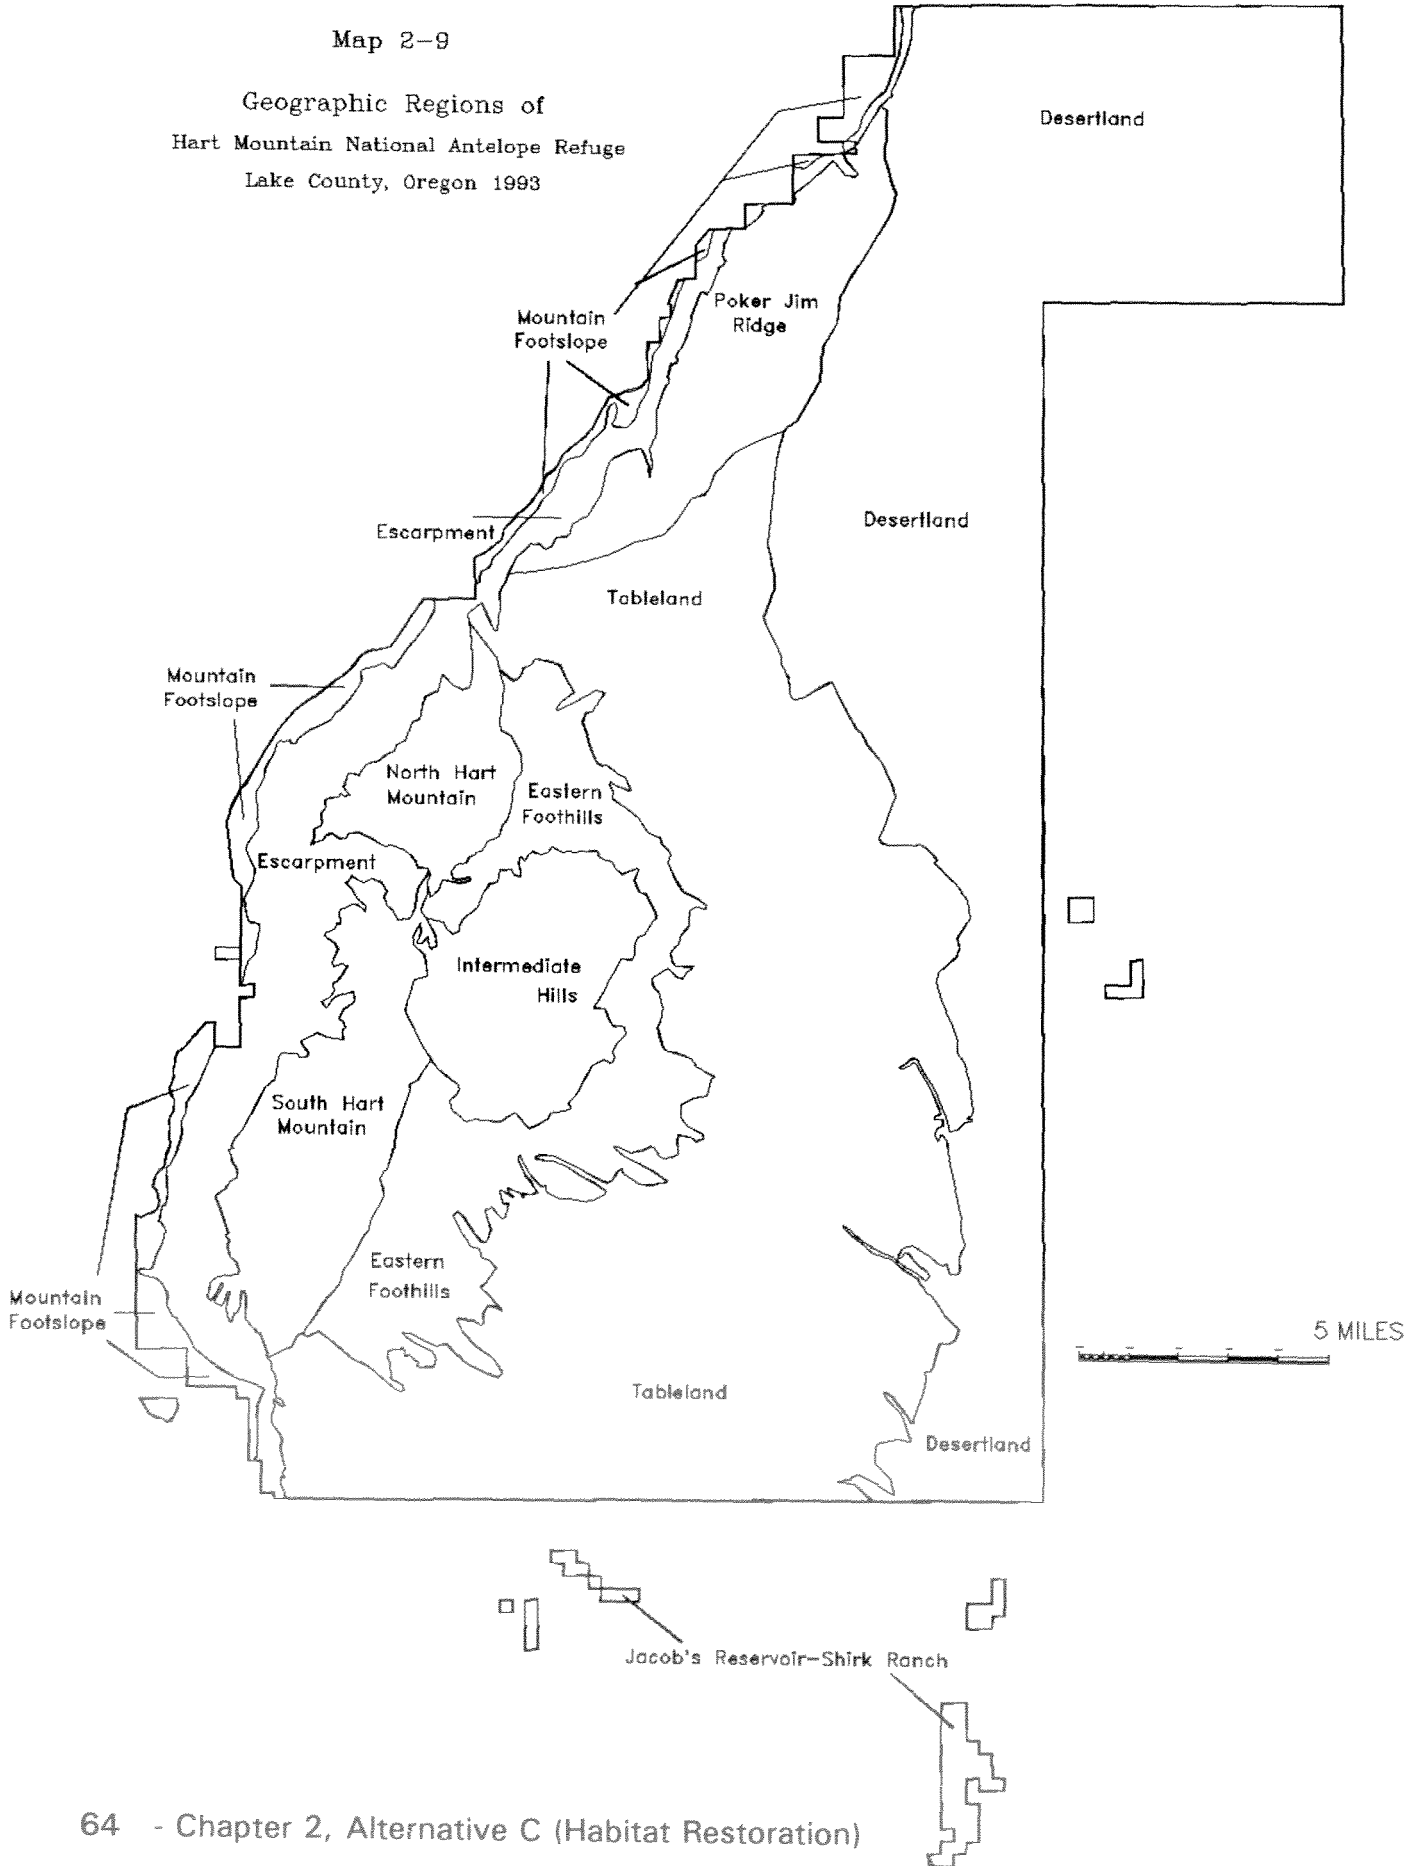 Map 2-9
Geographic Regions of
Hart Mountain National Antelope Refuge
Lake County, Oregon 1993
Desertland
Poker Jim
Ridge
Mountain
Footslope
Escarpment
Desertland
Tableland
Mountain
Footslope
North Hart
Mountain
Eastern
Foothills
Escarpment
Intermediate
Hills
South Hart
Mountain
Eastern
Foothills
Mountain
Footslope
5 MILES
Tableland
Desertland
Jacob's Reservoir-Shirk Ranch
64 - Chapter 2, Alternative C (Habitat Restoration)